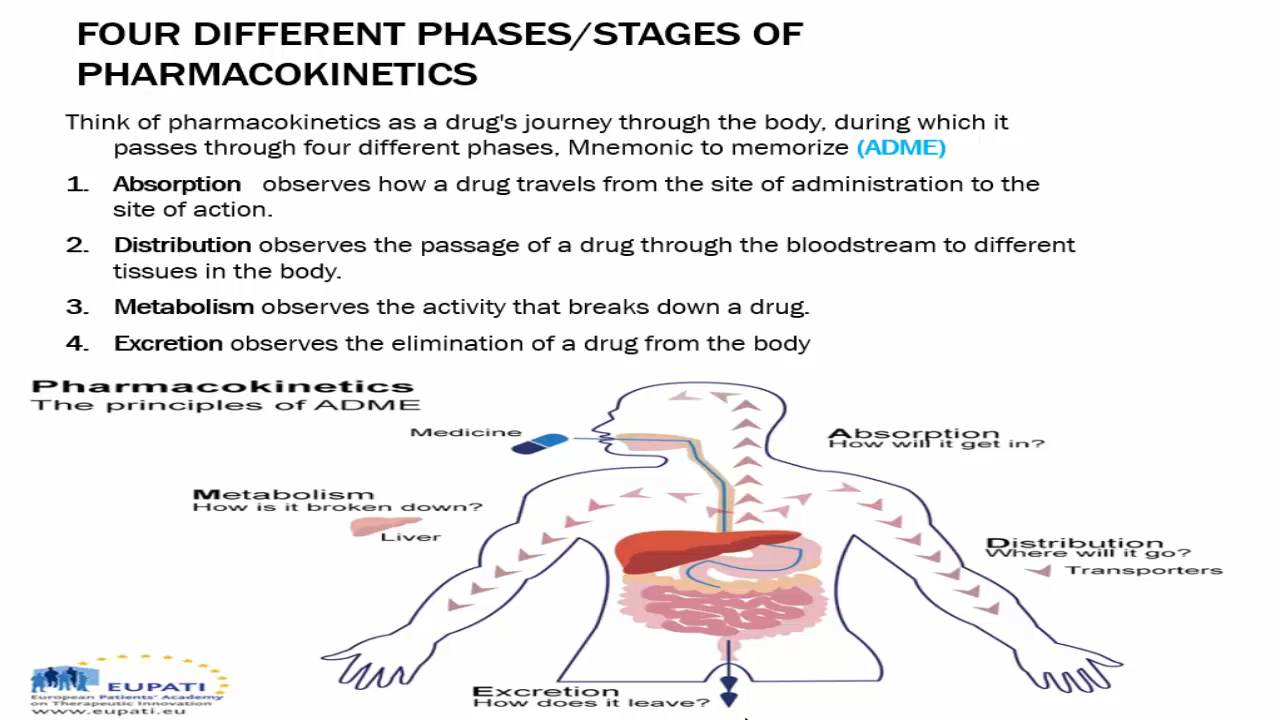 FOUR DIFFERENT PHASES/STAGES OF
PHARMACOKINETICS
Think of pharmacokinetics as a drug's journey through the body, during which it
passes through four different phases, Mnemonic to memorize (ADME)
1. Absorption observes how a drug travels from the site of administration to the
site of action.
2. Distribution observes the passage of a drug through the bloodstream to different
tissues in the body.
3. Metabolism observes the activity that breaks down a drug.
4. Excretion observes the elimination of a drug from the body
Pharmacokinetics
The principles of ADME
Medicine
Absorption
How will it get in?
Metabolism
How is it broken down?
Liver
Distribution
Where will it go?
Transporters
Excretion
How does it leave?
EUPATI
European Patients' Academy
on Therapeutic Innovation
www.eupati.eu